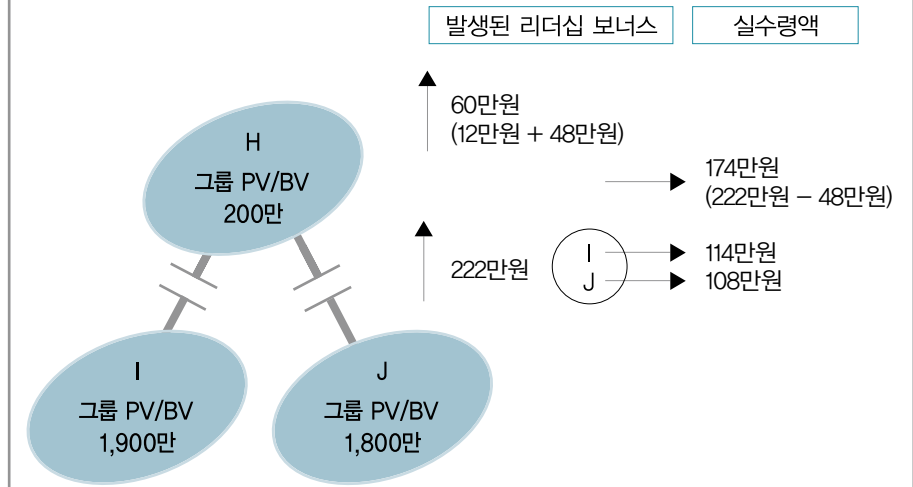 발생된 리더십 보너스
실수령액
60만원
(12만원 + 48만원)
H
그룹 PV/BV
200만
174만원
(222만원 – 48만원)
222만원
I
J
114만원
108만원
I
그룹 PV/BV
1,900만
J
그룹 PV/BV
1,800만